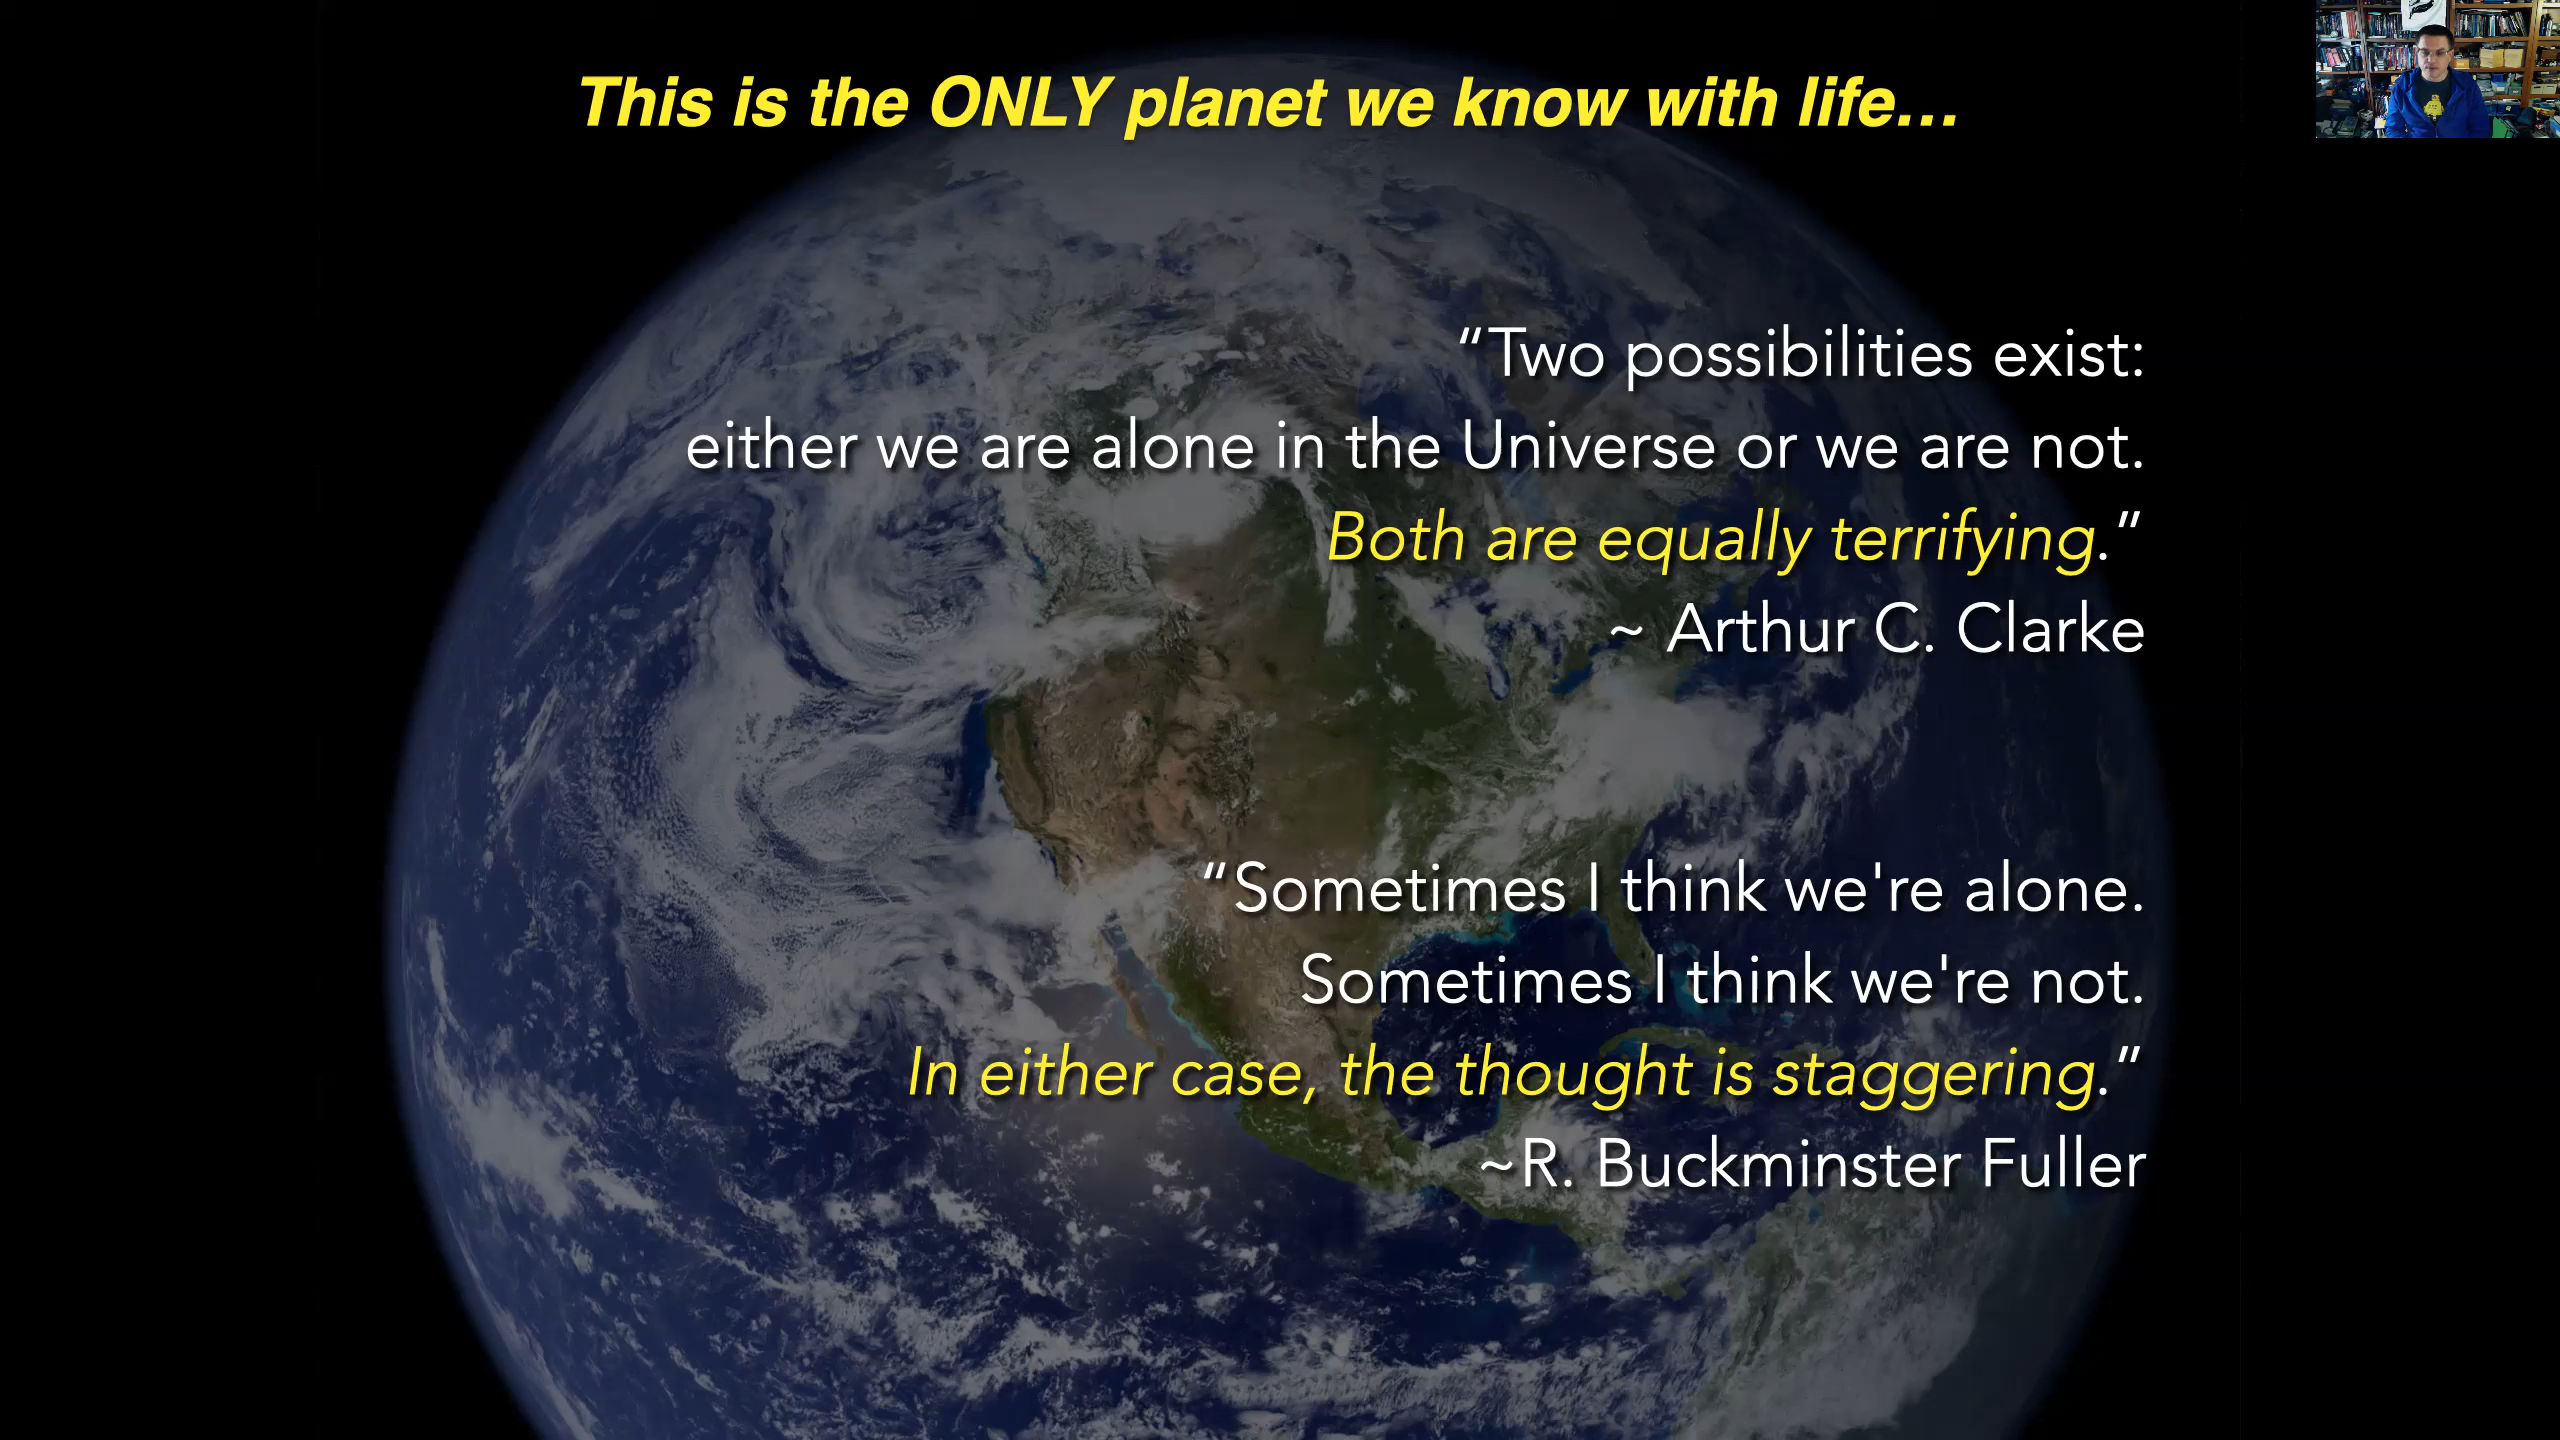 This is the ONLY planet we know with life…
“Two possibilities exist:
either we are alone in the Universe or we are not.
Both are equally terrifying.”
~ Arthur C. Clarke
“Sometimes I think we're alone.
Sometimes I think we're not.
In either case, the thought is staggering.”
~R. Buckminster Fuller